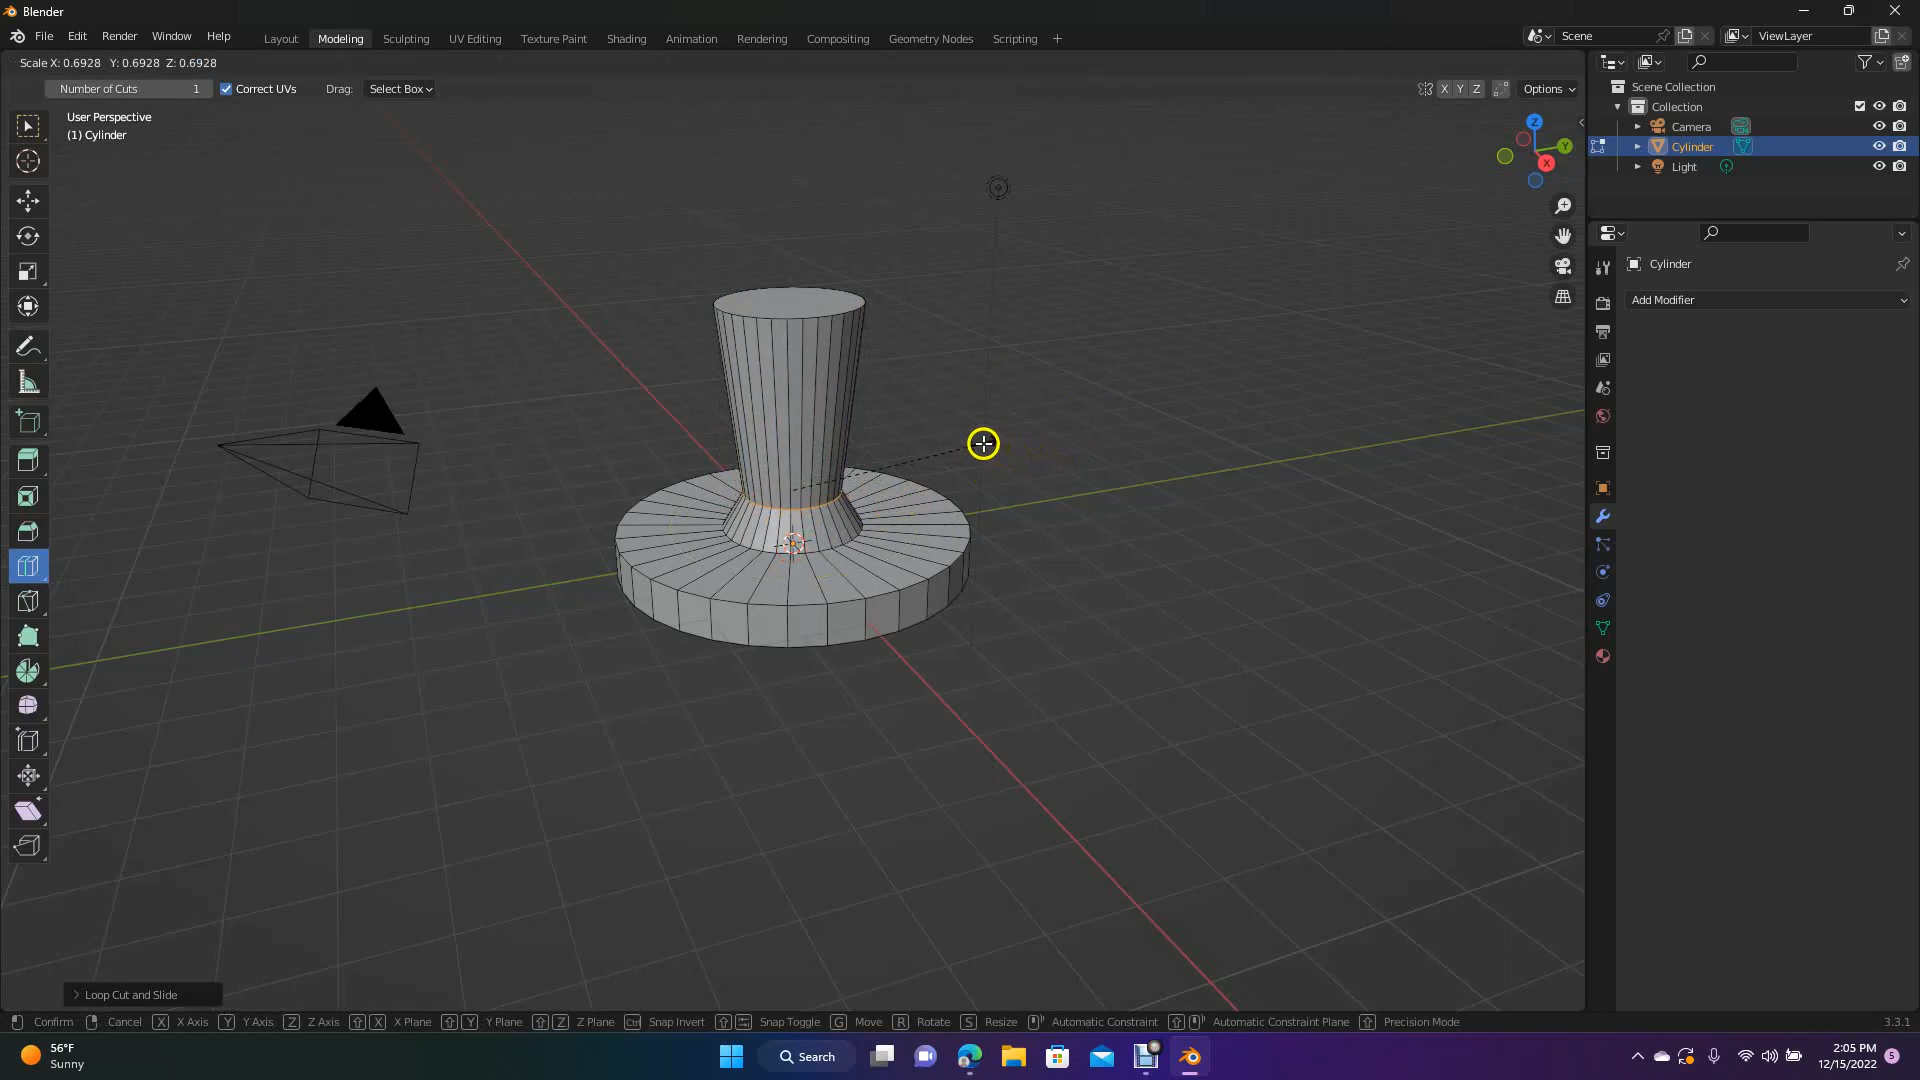 Blender
File Edit Render Window Help Layout Modeling Sculpting UV Editing Texture Paint Shading Animation Rendering Compositing Geometry Nodes Scripting + Scene ViewLayer
Scale X: 0.6928 Y: 0.6928 Z: 0.6928
Number of Cuts 1 Correct UVs Drag: Select Box X Y Z Options
User Perspective
(1) Cylinder
Z
Y
X
Scene Collection
Collection
Camera
Cylinder
Light
Cylinder
Add Modifier
Loop Cut and Slide
Confirm Cancel X X Axis Y Y Axis Z Z Axis X X Plane Y Y Plane Z Z Plane Ctrl Snap Invert Snap Toggle G Move R Rotate S Resize Automatic Constraint Automatic Constraint Plane Precision Mode 3.3.1
56°F
Sunny
Search
2:05 PM
12/15/2022
5